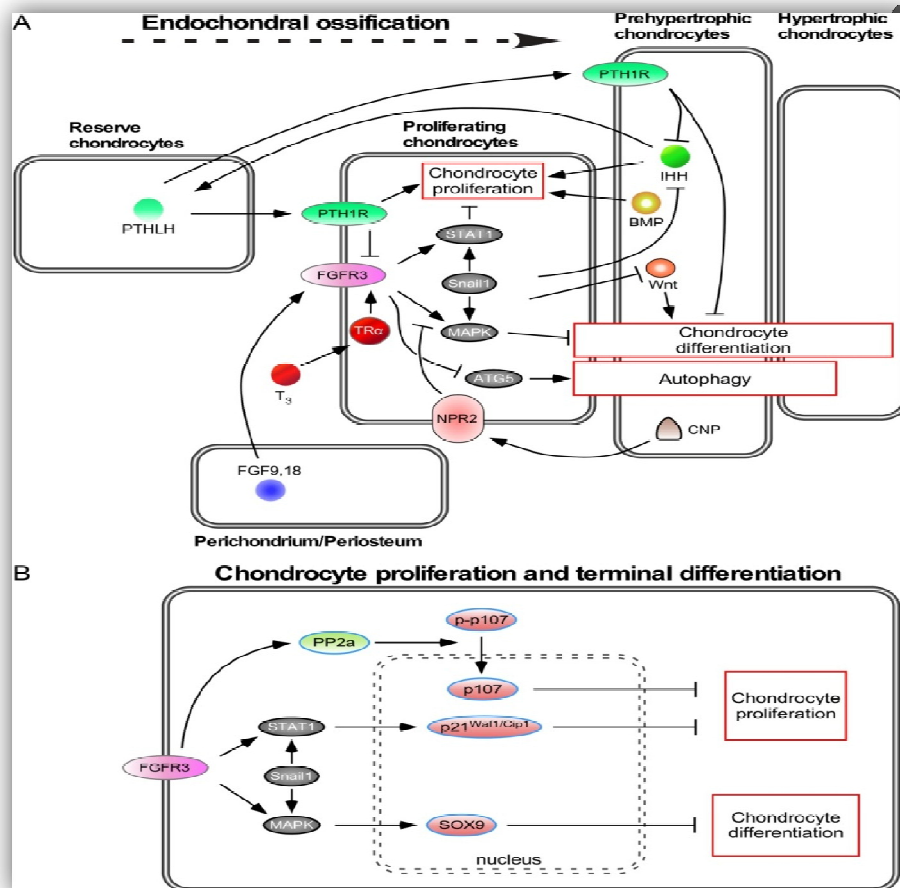 A
Endochondral ossification
Prehypertrophic
chondrocytes
Hypertrophic
chondrocytes
PTH1R
Reserve
chondrocytes
Proliferating
chondrocytes
Chondrocyte
proliferation
IHH
PTHLH
PTH1R
BMP
STAT1
FGFR3
Snail1
Wnt
TRα
MAPK
Chondrocyte
differentiation
T3
ATG5
Autophagy
NPR2
CNP
FGF9,18
Perichondrium/Periosteum
B
Chondrocyte proliferation and terminal differentiation
p-p107
PP2a
p107
Chondrocyte
proliferation
STAT1
p21Waf1/Cip1
FGFR3
Snail1
MAPK
SOX9
Chondrocyte
differentiation
nucleus